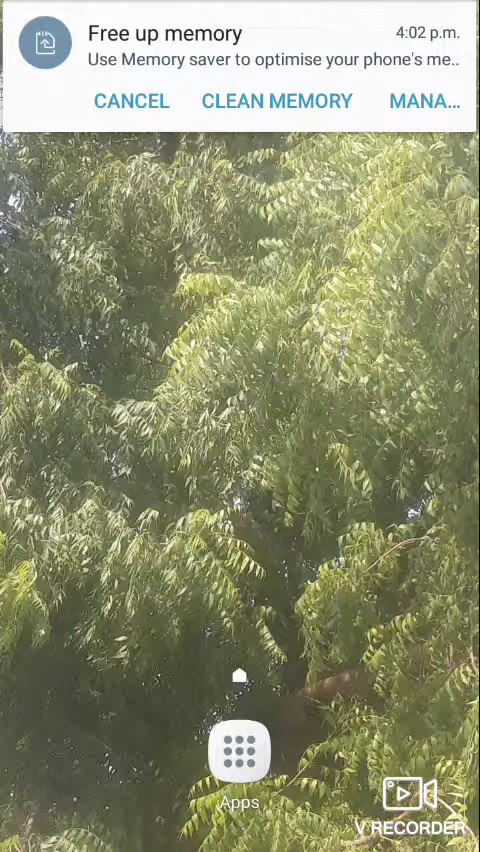 Free up memory 4:02 p.m.
Use Memory saver to optimise your phone's me..
CANCEL CLEAN MEMORY MANA...
Apps
V RECORDER